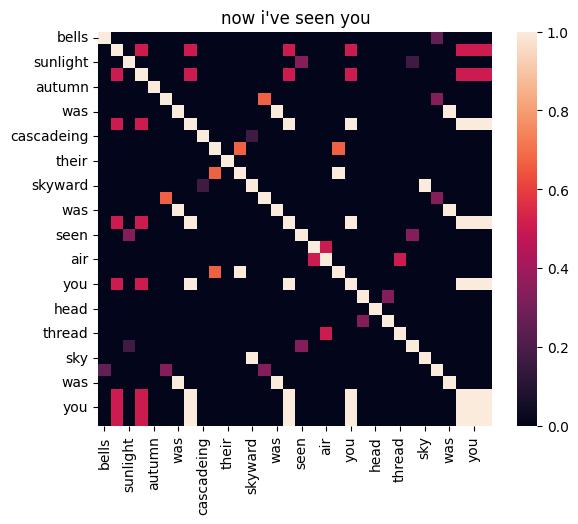 now i've seen you
bells
sunlight
autumn
was
cascadeing
their
skyward
was
seen
air
you
head
thread
sky
was
you
1.0
0.8
0.6
0.4
0.2
0.0
bells
sunlight
autumn
was
cascadeing
their
skyward
was
seen
air
you
head
thread
sky
was
you